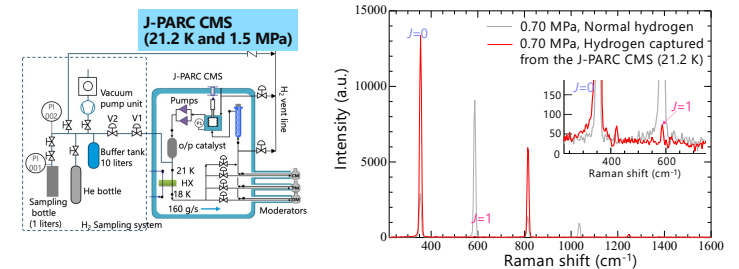 J-PARC CMS
(21.2 K and 1.5 MPa)
J-PARC CMS
Pumps
H₂ vent line
Vacuum
pump unit
PI
002
V2
V1
PI
001
o/p catalyst
Buffer tank
10 liters
21 K
HX
18 K
He bottle
160 g/s
Sampling
bottle
(1 liters)
H₂ Sampling system
CM
PM
Moderators
15000
10000
5000
0
Intensity (a.u.)
400
600
800
1000
1200
1400
1600
Raman shift (cm⁻¹)
J=0
J=1
0.70 MPa, Normal hydrogen
0.70 MPa, Hydrogen captured
from the J-PARC CMS (21.2 K)
J=0
J=1
150
100
50
0
200
400
600
Raman shift (cm⁻¹)